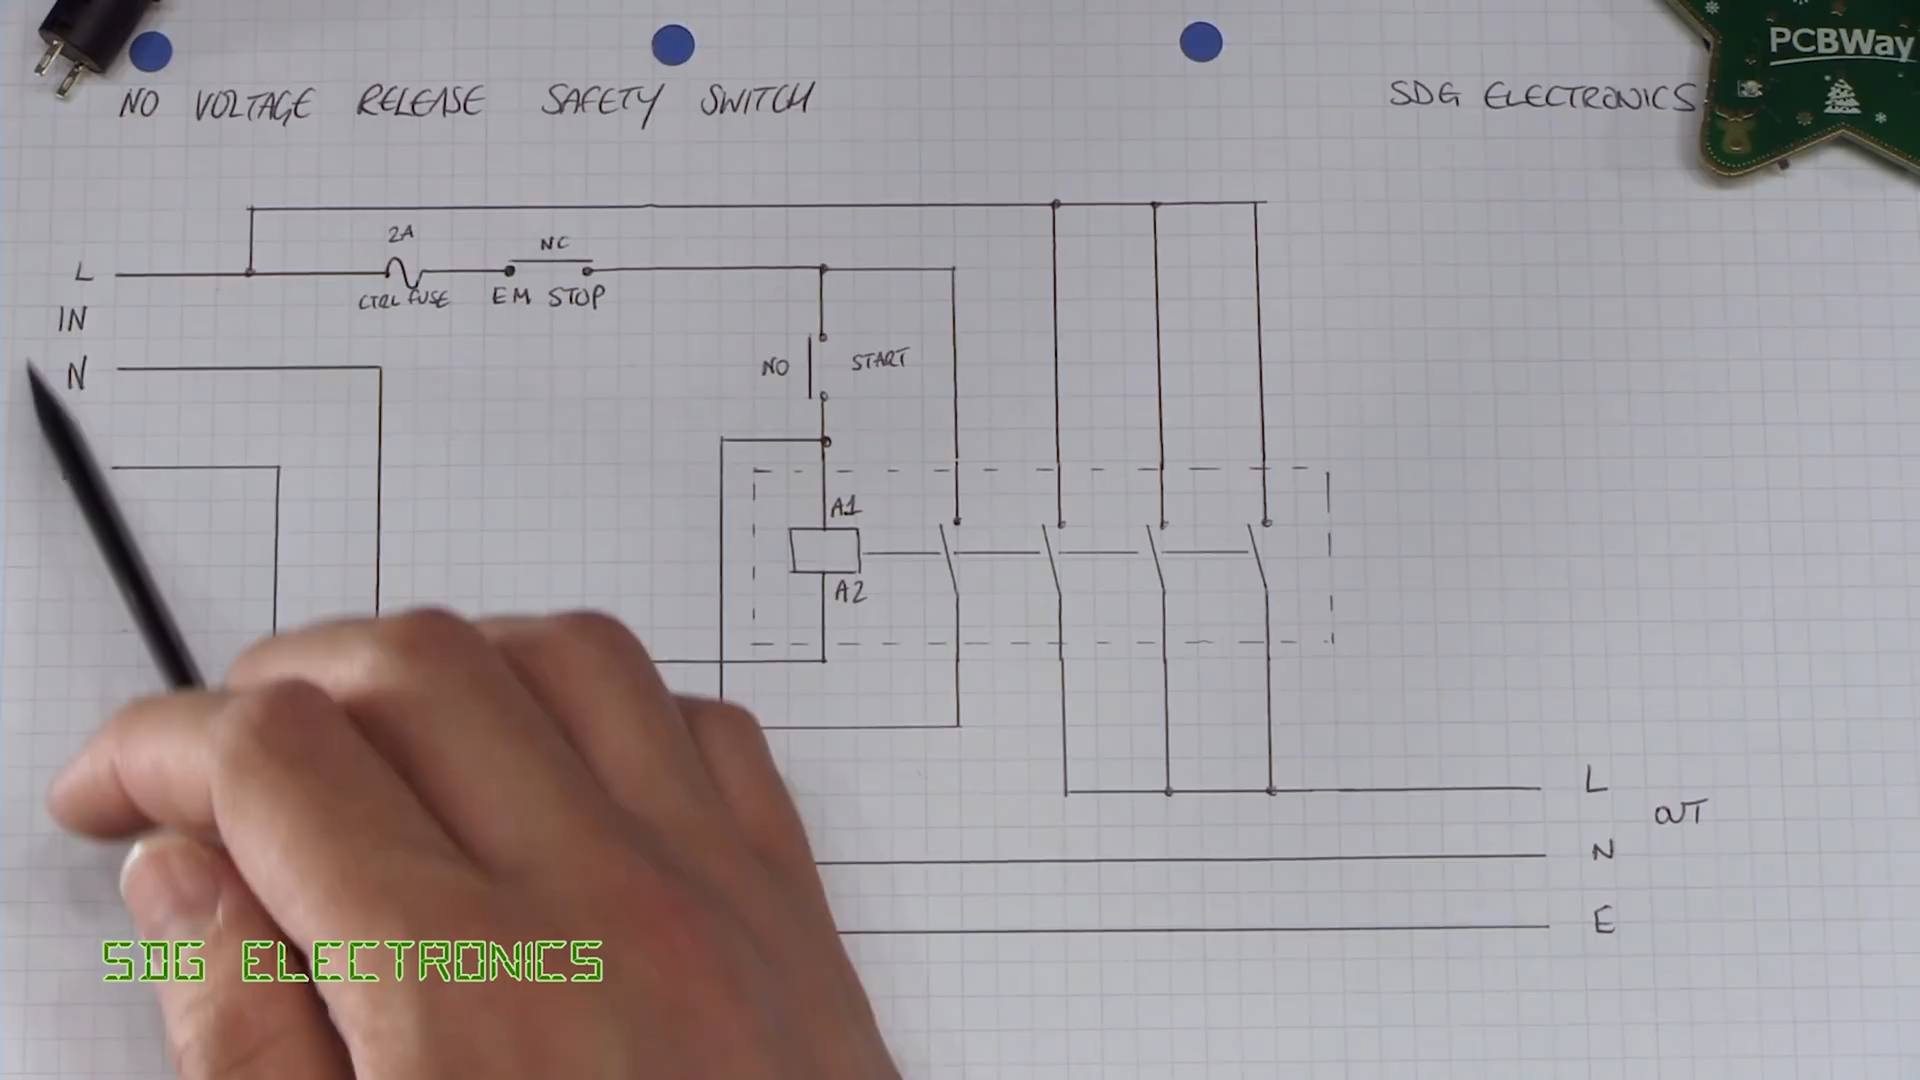 PCBWay
NO VOLTAGE RELEASE SAFETY SWITCH
SDG ELECTRONICS
2A
NC
L
CTRL FUSE
EM STOP
IN
NO
START
N
A1
A2
L
OUT
N
E
SDG ELECTRONICS